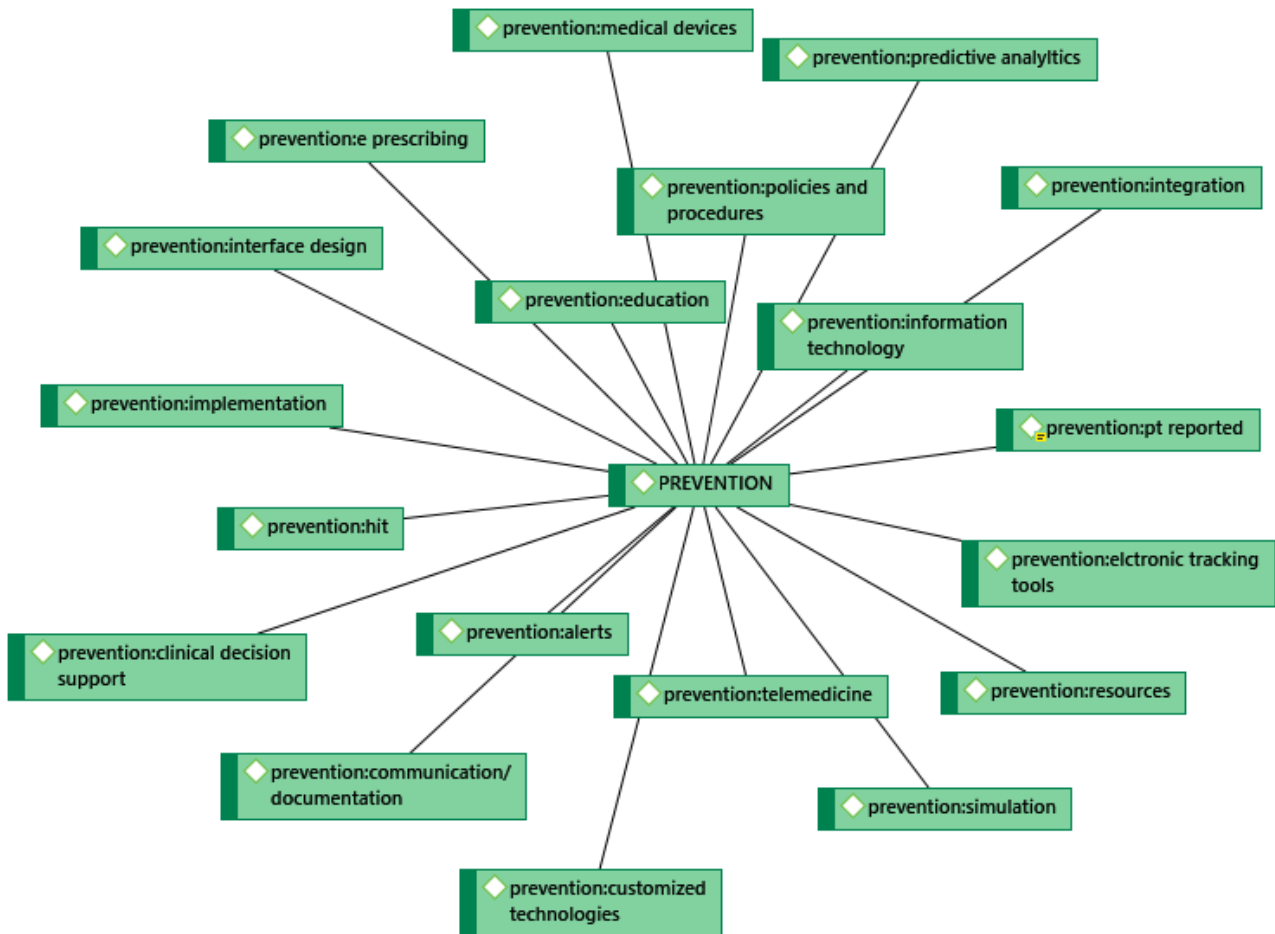 prevention:medical devices
prevention:predictive analyltics
prevention:e prescribing
prevention:policies and
procedures
prevention:integration
prevention:interface design
prevention:education
prevention:information
technology
prevention:implementation
prevention:pt reported
PREVENTION
prevention:hit
prevention:elctronic tracking
tools
prevention:alerts
prevention:clinical decision
support
prevention:telemedicine
prevention:resources
prevention:communication/
documentation
prevention:simulation
prevention:customized
technologies